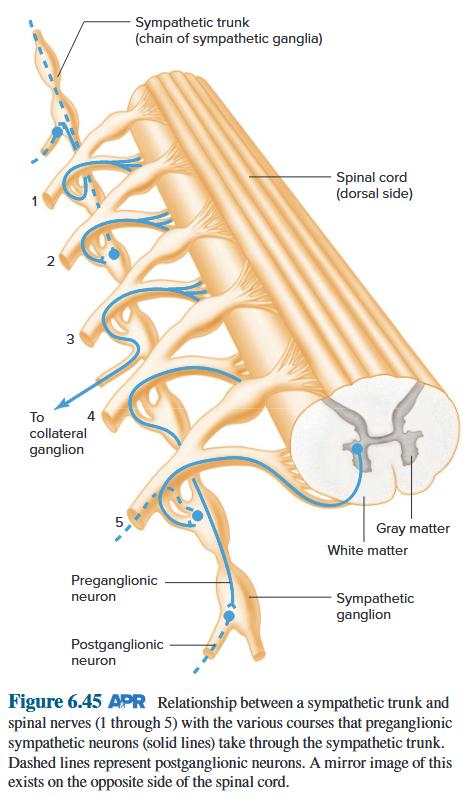 Sympathetic trunk
(chain of sympathetic ganglia)
Spinal cord
(dorsal side)
1
2
3
To
collateral
ganglion
4
5
Gray matter
White matter
Preganglionic
neuron
Sympathetic
ganglion
Postganglionic
neuron
Figure 6.45 APR Relationship between a sympathetic trunk and
spinal nerves (1 through 5) with the various courses that preganglionic
sympathetic neurons (solid lines) take through the sympathetic trunk.
Dashed lines represent postganglionic neurons. A mirror image of this
exists on the opposite side of the spinal cord.